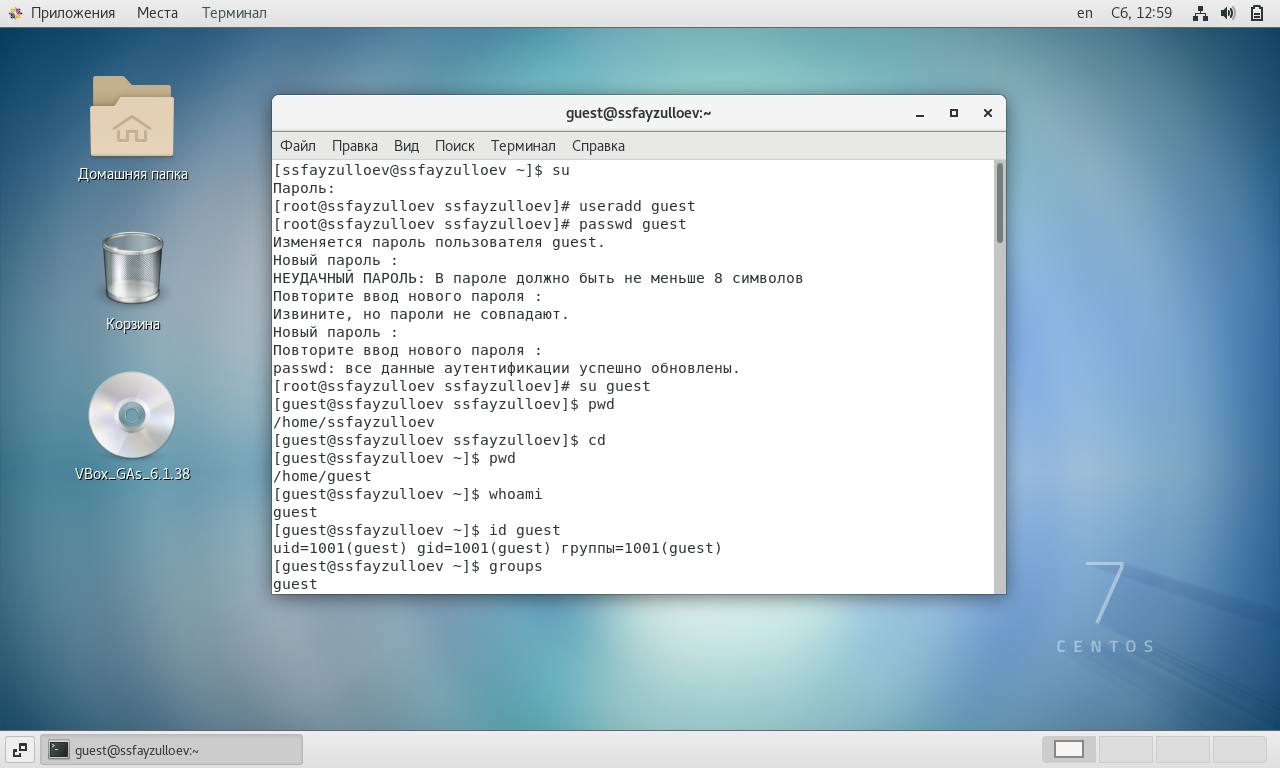 Приложения Места Терминал en Сб, 12:59
Домашняя папка
Корзина
VBox_GAs_6.1.38
guest@ssfayzulloev:~
Файл Правка Вид Поиск Терминал Справка
[ssfayzulloev@ssfayzulloev ~]$ su
Пароль:
[root@ssfayzulloev ssfayzulloev]# useradd guest
[root@ssfayzulloev ssfayzulloev]# passwd guest
Изменяется пароль пользователя guest.
Новый пароль :
НЕУДАЧНЫЙ ПАРОЛЬ: В пароле должно быть не меньше 8 символов
Повторите ввод нового пароля :
Извините, но пароли не совпадают.
Новый пароль :
Повторите ввод нового пароля :
passwd: все данные аутентификации успешно обновлены.
[root@ssfayzulloev ssfayzulloev]# su guest
[guest@ssfayzulloev ssfayzulloev]$ pwd
/home/ssfayzulloev
[guest@ssfayzulloev ssfayzulloev]$ cd
[guest@ssfayzulloev ~]$ pwd
/home/guest
[guest@ssfayzulloev ~]$ whoami
guest
[guest@ssfayzulloev ~]$ id guest
uid=1001(guest) gid=1001(guest) группы=1001(guest)
[guest@ssfayzulloev ~]$ groups
guest
7
CENTOS
guest@ssfayzulloev:~